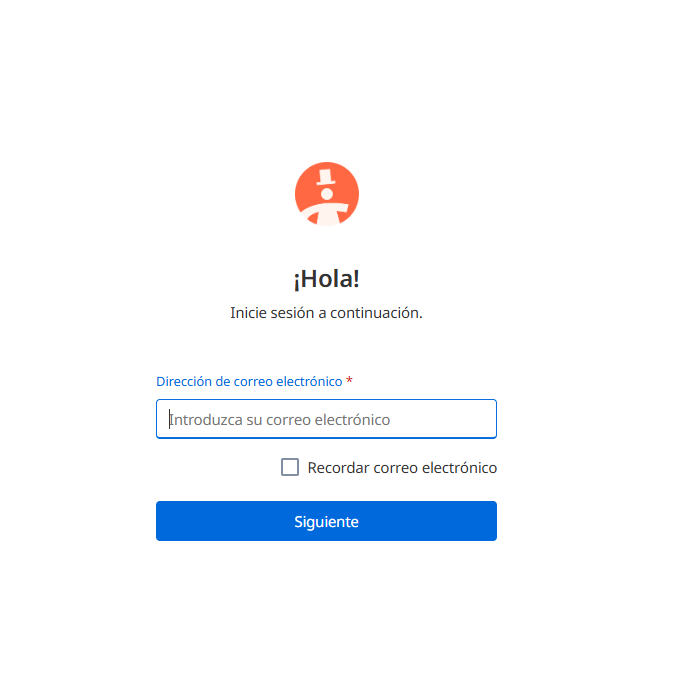 ¡Hola!
Inicie sesión a continuación.
Dirección de correo electrónico *
Introduzca su correo electrónico
Recordar correo electrónico
Siguiente